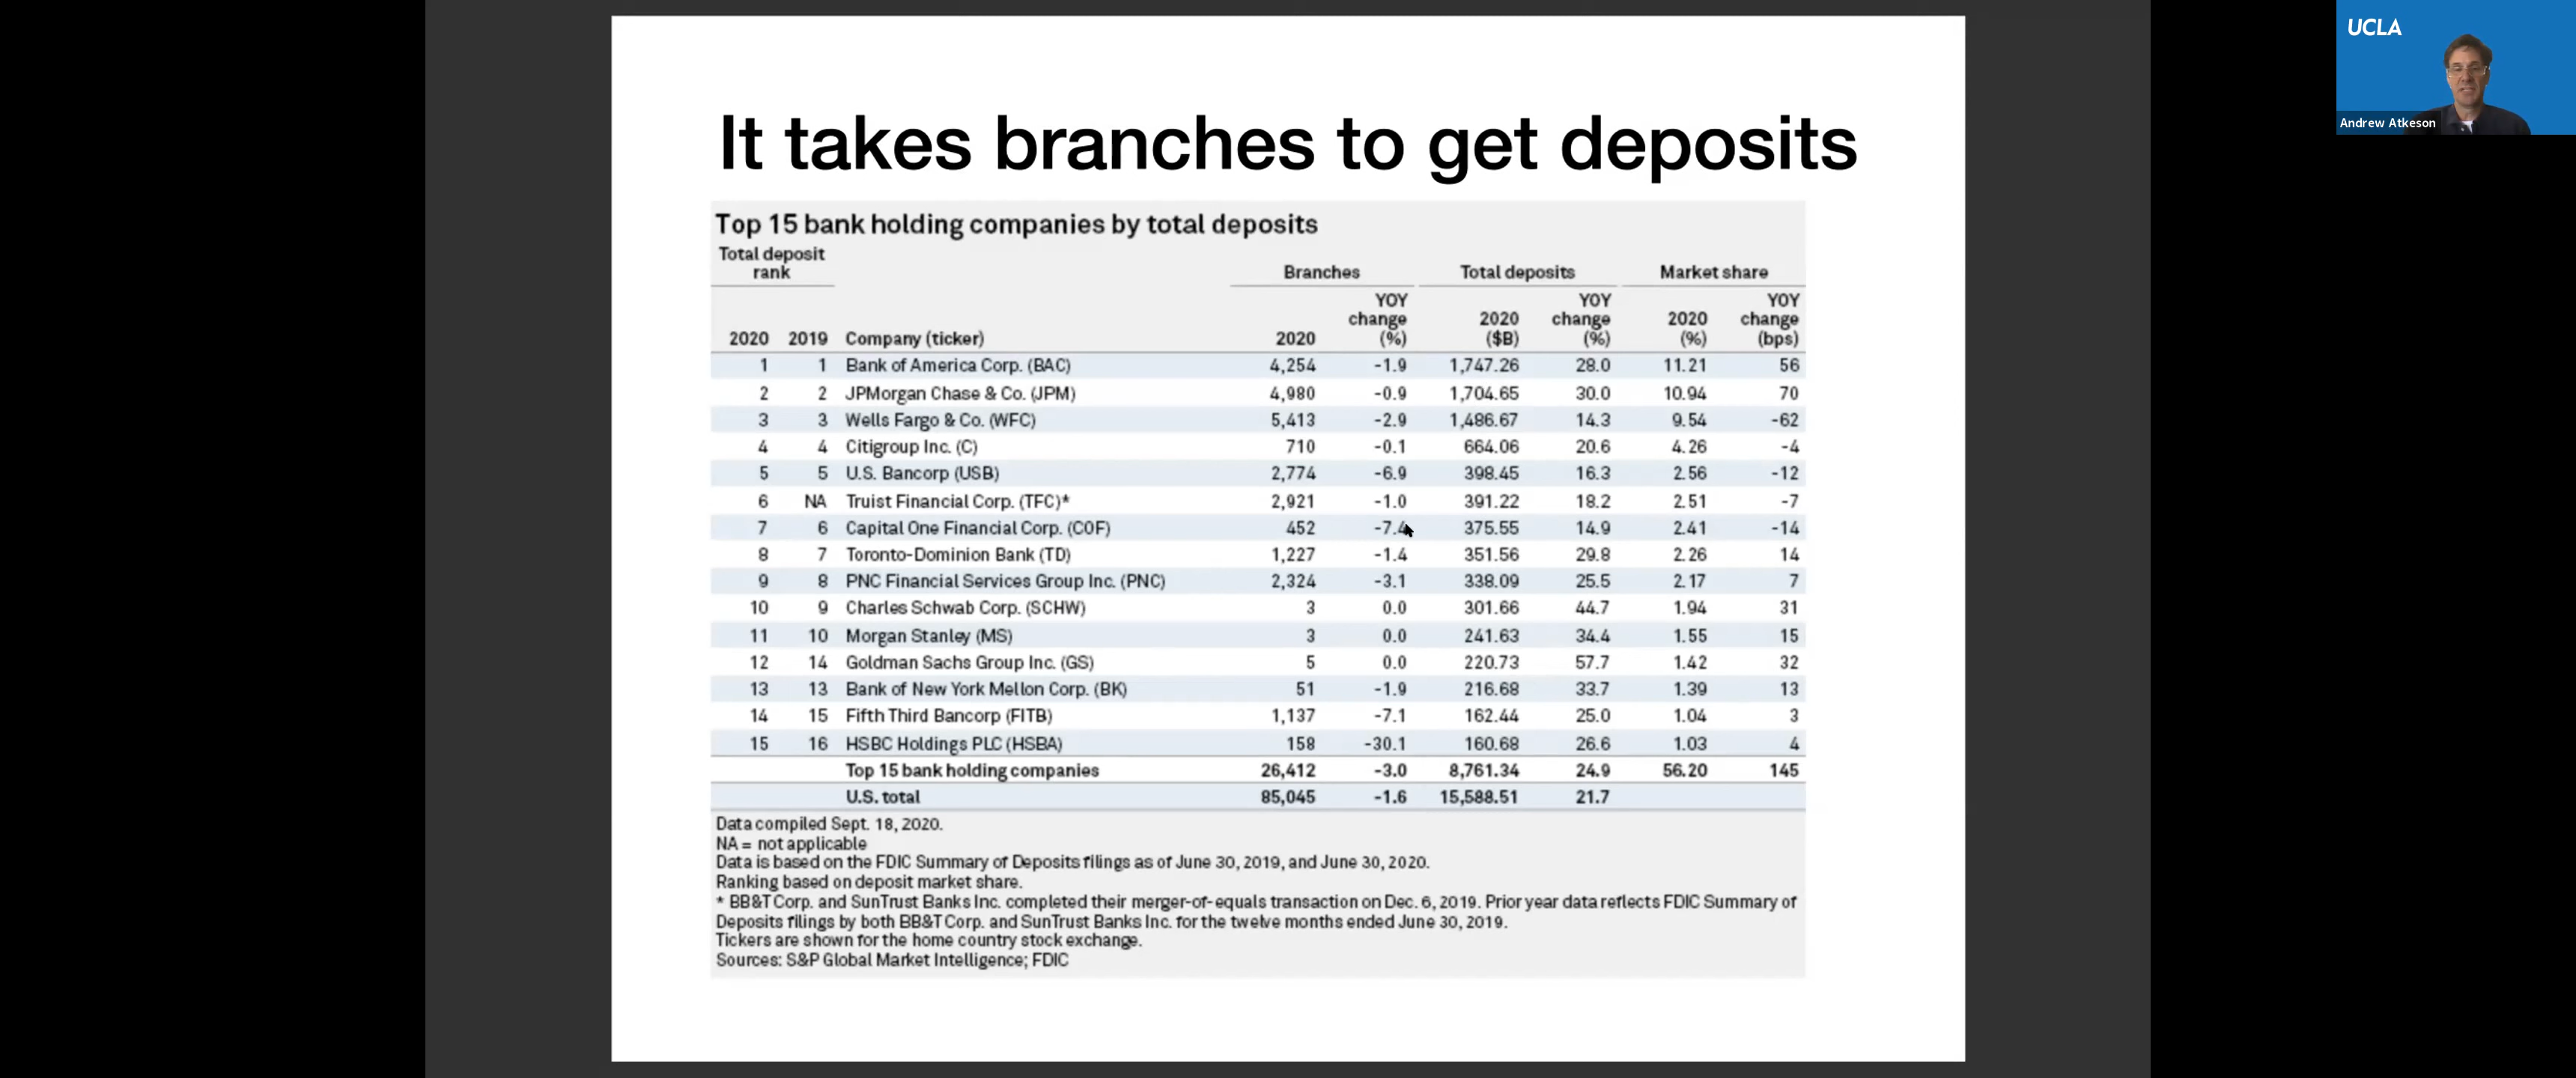 UCLA
Andrew Atkeson
It takes branches to get deposits
Top 15 bank holding companies by total deposits
Total deposit
rank
Branches Total deposits Market share
YOY YOY YOY
change 2020 change 2020 change
2020 2019 Company (ticker) 2020 (%) ($B) (%) (%) (bps)
1 1 Bank of America Corp. (BAC) 4,254 -1.9 1,747.26 28.0 11.21 56
2 2 JPMorgan Chase & Co. (JPM) 4,980 -0.9 1,704.65 30.0 10.94 70
3 3 Wells Fargo & Co. (WFC) 5,413 -2.9 1,486.67 14.3 9.54 -62
4 4 Citigroup Inc. (C) 710 -0.1 664.06 20.6 4.26 -4
5 5 U.S. Bancorp (USB) 2,774 -6.9 398.45 16.3 2.56 -12
6 NA Truist Financial Corp. (TFC)* 2,921 -1.0 391.22 18.2 2.51 -7
7 6 Capital One Financial Corp. (COF) 452 -7.4 375.55 14.9 2.41 -14
8 7 Toronto-Dominion Bank (TD) 1,227 -1.4 351.56 29.8 2.26 14
9 8 PNC Financial Services Group Inc. (PNC) 2,324 -3.1 338.09 25.5 2.17 7
10 9 Charles Schwab Corp. (SCHW) 3 0.0 301.66 44.7 1.94 31
11 10 Morgan Stanley (MS) 3 0.0 241.63 34.4 1.55 15
12 14 Goldman Sachs Group Inc. (GS) 5 0.0 220.73 57.7 1.42 32
13 13 Bank of New York Mellon Corp. (BK) 51 -1.9 216.68 33.7 1.39 13
14 15 Fifth Third Bancorp (FITB) 1,137 -7.1 162.44 25.0 1.04 3
15 16 HSBC Holdings PLC (HSBA) 158 -30.1 160.68 26.6 1.03 4
Top 15 bank holding companies 26,412 -3.0 8,761.34 24.9 56.20 145
U.S. total 85,045 -1.6 15,588.51 21.7
Data compiled Sept. 18, 2020.
NA = not applicable
Data is based on the FDIC Summary of Deposits filings as of June 30, 2019, and June 30, 2020.
Ranking based on deposit market share.
* BB&T Corp. and SunTrust Banks Inc. completed their merger-of-equals transaction on Dec. 6, 2019. Prior year data reflects FDIC Summary of
Deposits filings by both BB&T Corp. and SunTrust Banks Inc. for the twelve months ended June 30, 2019.
Tickers are shown for the home country stock exchange.
Sources: S&P Global Market Intelligence; FDIC